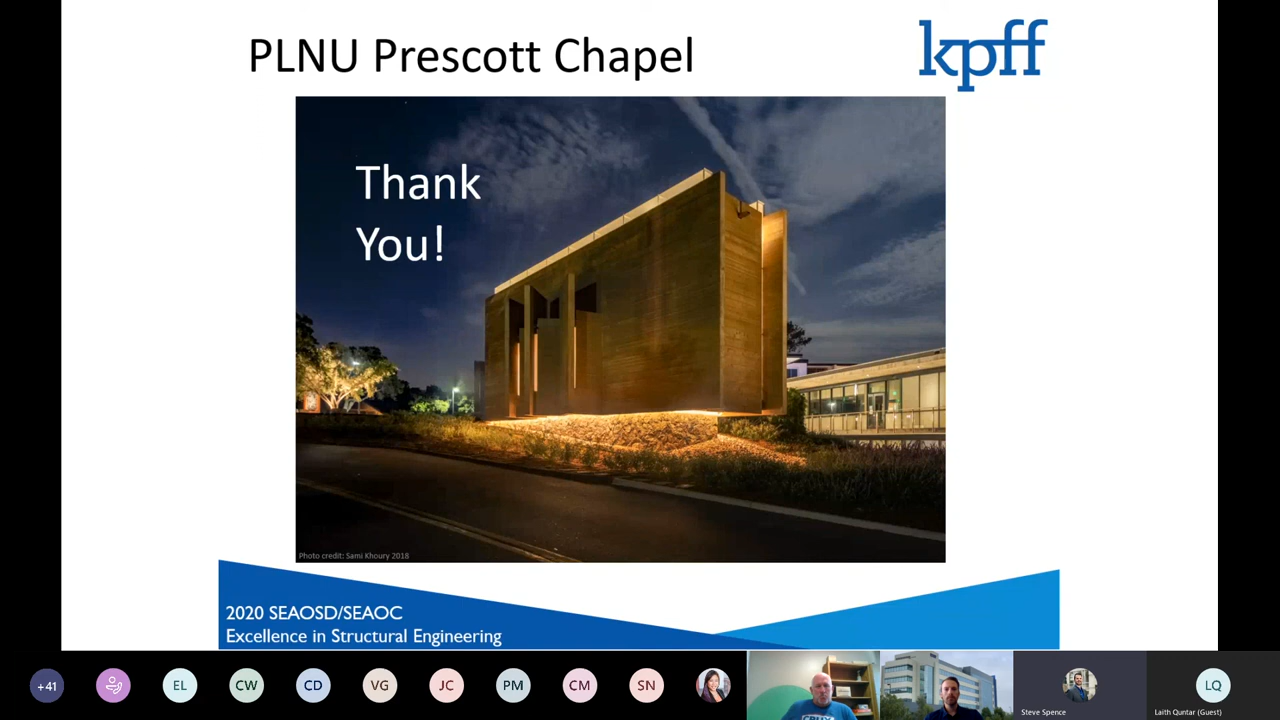 PLNU Prescott Chapel
kpff
Thank
You!
Photo credit: Sami Khoury 2018
2020 SEAOSD/SEAOC
Excellence in Structural Engineering
+41
EL
CW
CD
VG
JC
PM
CM
SN
Steve Spence
LQ
Laith Quntar (Guest)